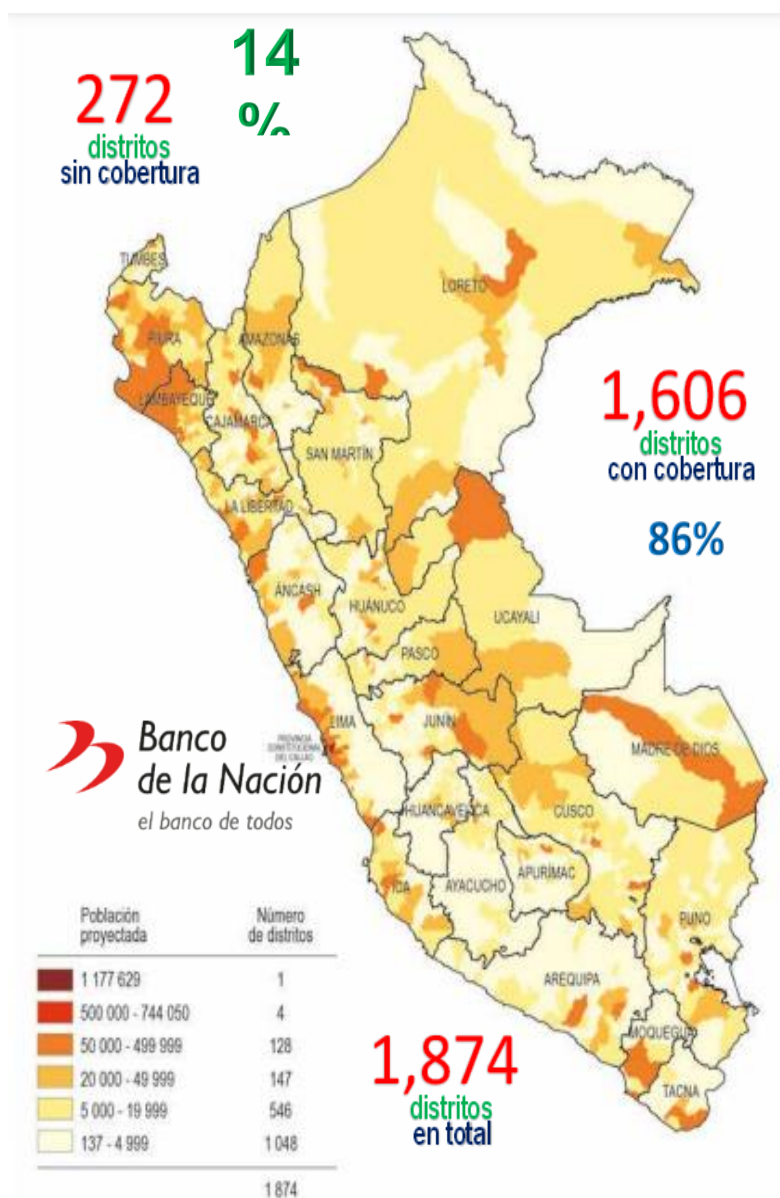 14
%
272
distritos
sin cobertura
TUMBES
LORETO
PIURA
AMAZONAS
LAMBAYEQUE
CAJAMARCA
SAN MARTÍN
1,606
distritos
con cobertura
86%
LA LIBERTAD
ÁNCASH
HUÁNUCO
UCAYALI
PASCO
LIMA
JUNÍN
MADRE DE DIOS
PROVINCIA
CONSTITUCIONAL
DEL CALLAO
Banco
de la Nación
el banco de todos
HUANCAVELICA
CUSCO
ICA
AYACUCHO
APURÍMAC
PUNO
AREQUIPA
MOQUEGUA
TACNA
Población proyectada Número de distritos
1 177 629 1
500 000 - 744 050 4
50 000 - 499 999 128
20 000 - 49 999 147
5 000 - 19 999 546
137 - 4 999 1 048
1 874
1,874
distritos
en total